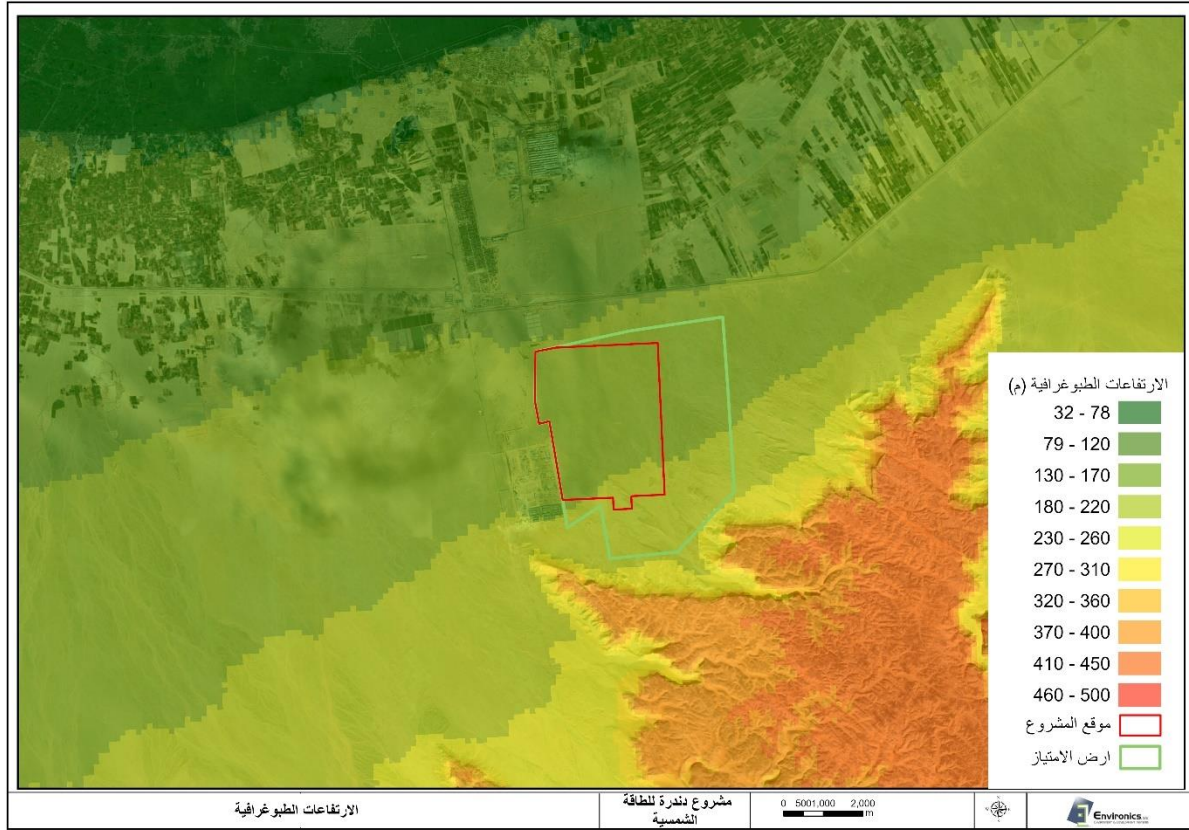 الارتفاعات الطبوغرافية (م)
32 - 78
79 - 120
130 - 170
180 - 220
230 - 260
270 - 310
320 - 360
370 - 400
410 - 450
460 - 500
موقع المشروع
ارض الامتياز
الارتفاعات الطبوغرافية
مشروع دندرة للطاقة
الشمسية
0 5001,000 2,000
m
Environics